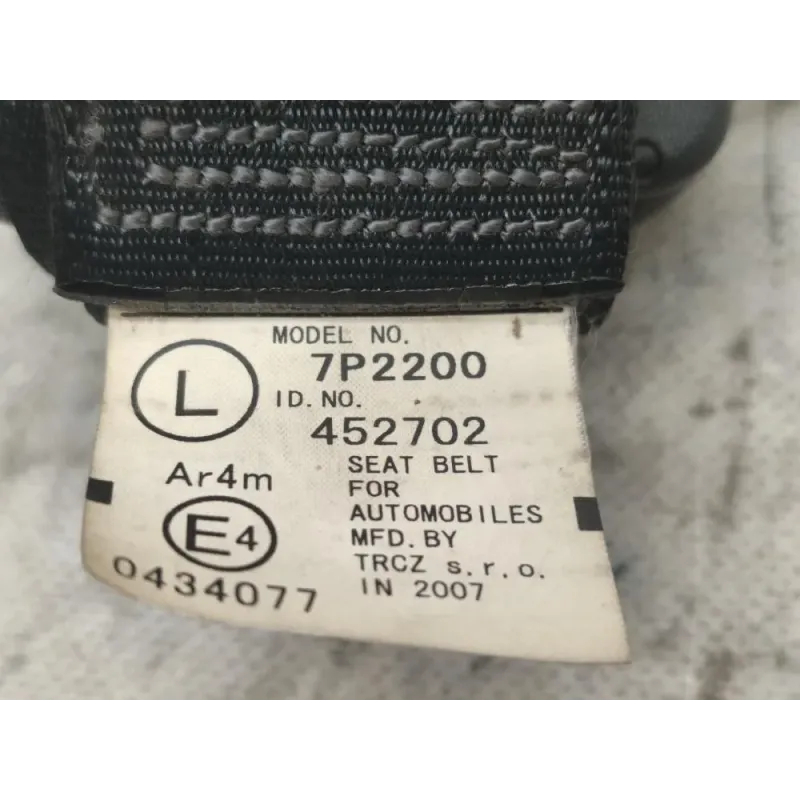 MODEL NO.
7P2200
L
ID. NO.
452702
Ar4m
SEAT BELT
FOR
AUTOMOBILES
E4
MFD. BY
TRCZ s.r.o.
0434077
IN 2007